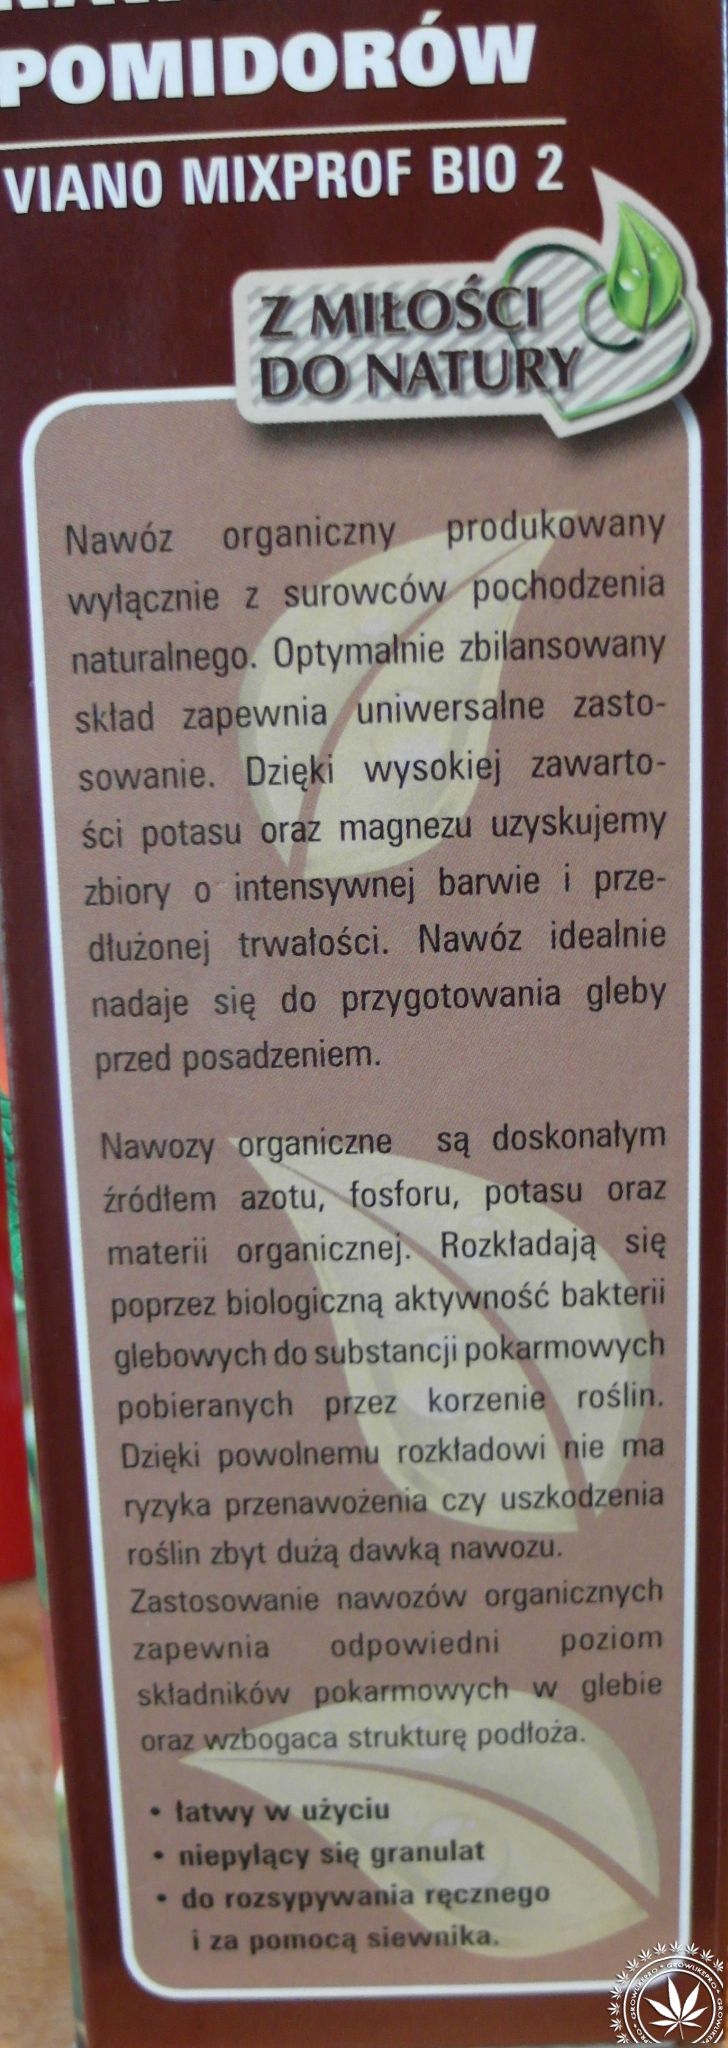 POMIDORÓW
VIANO MIXPROF BIO 2
Z MIŁOŚCI
DO NATURY
Nawóz organiczny produkowany
wyłącznie z surowców pochodzenia
naturalnego. Optymalnie zbilansowany
skład zapewnia uniwersalne zasto-
sowanie. Dzięki wysokiej zawarto-
ści potasu oraz magnezu uzyskujemy
zbiory o intensywnej barwie i prze-
dłużonej trwałości. Nawóz idealnie
nadaje się do przygotowania gleby
przed posadzeniem.
Nawozy organiczne są doskonałym
źródłem azotu, fosforu, potasu oraz
materii organicznej. Rozkładają się
poprzez biologiczną aktywność bakterii
glebowych do substancji pokarmowych
pobieranych przez korzenie roślin.
Dzięki powolnemu rozkładowi nie ma
ryzyka przenawożenia czy uszkodzenia
roślin zbyt dużą dawką nawozu.
Zastosowanie nawozów organicznych
zapewnia odpowiedni poziom
składników pokarmowych w glebie
oraz wzbogaca strukturę podłoża.
• łatwy w użyciu
• niepylący się granulat
• do rozsypywania ręcznego
i za pomocą siewnika.